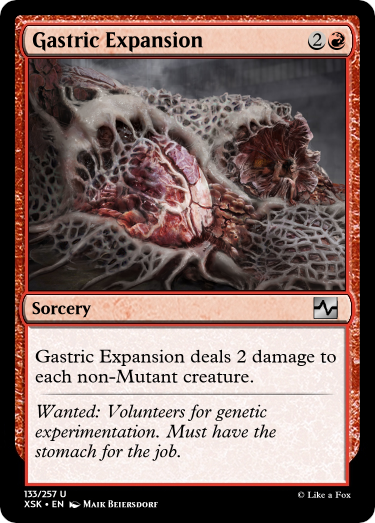 Gastric Expansion 2
Sorcery
Gastric Expansion deals 2 damage to
each non-Mutant creature.
Wanted: Volunteers for genetic
experimentation. Must have the
stomach for the job.
133/257 U
XSK • EN Maik Beiersdorf
© Like a Fox